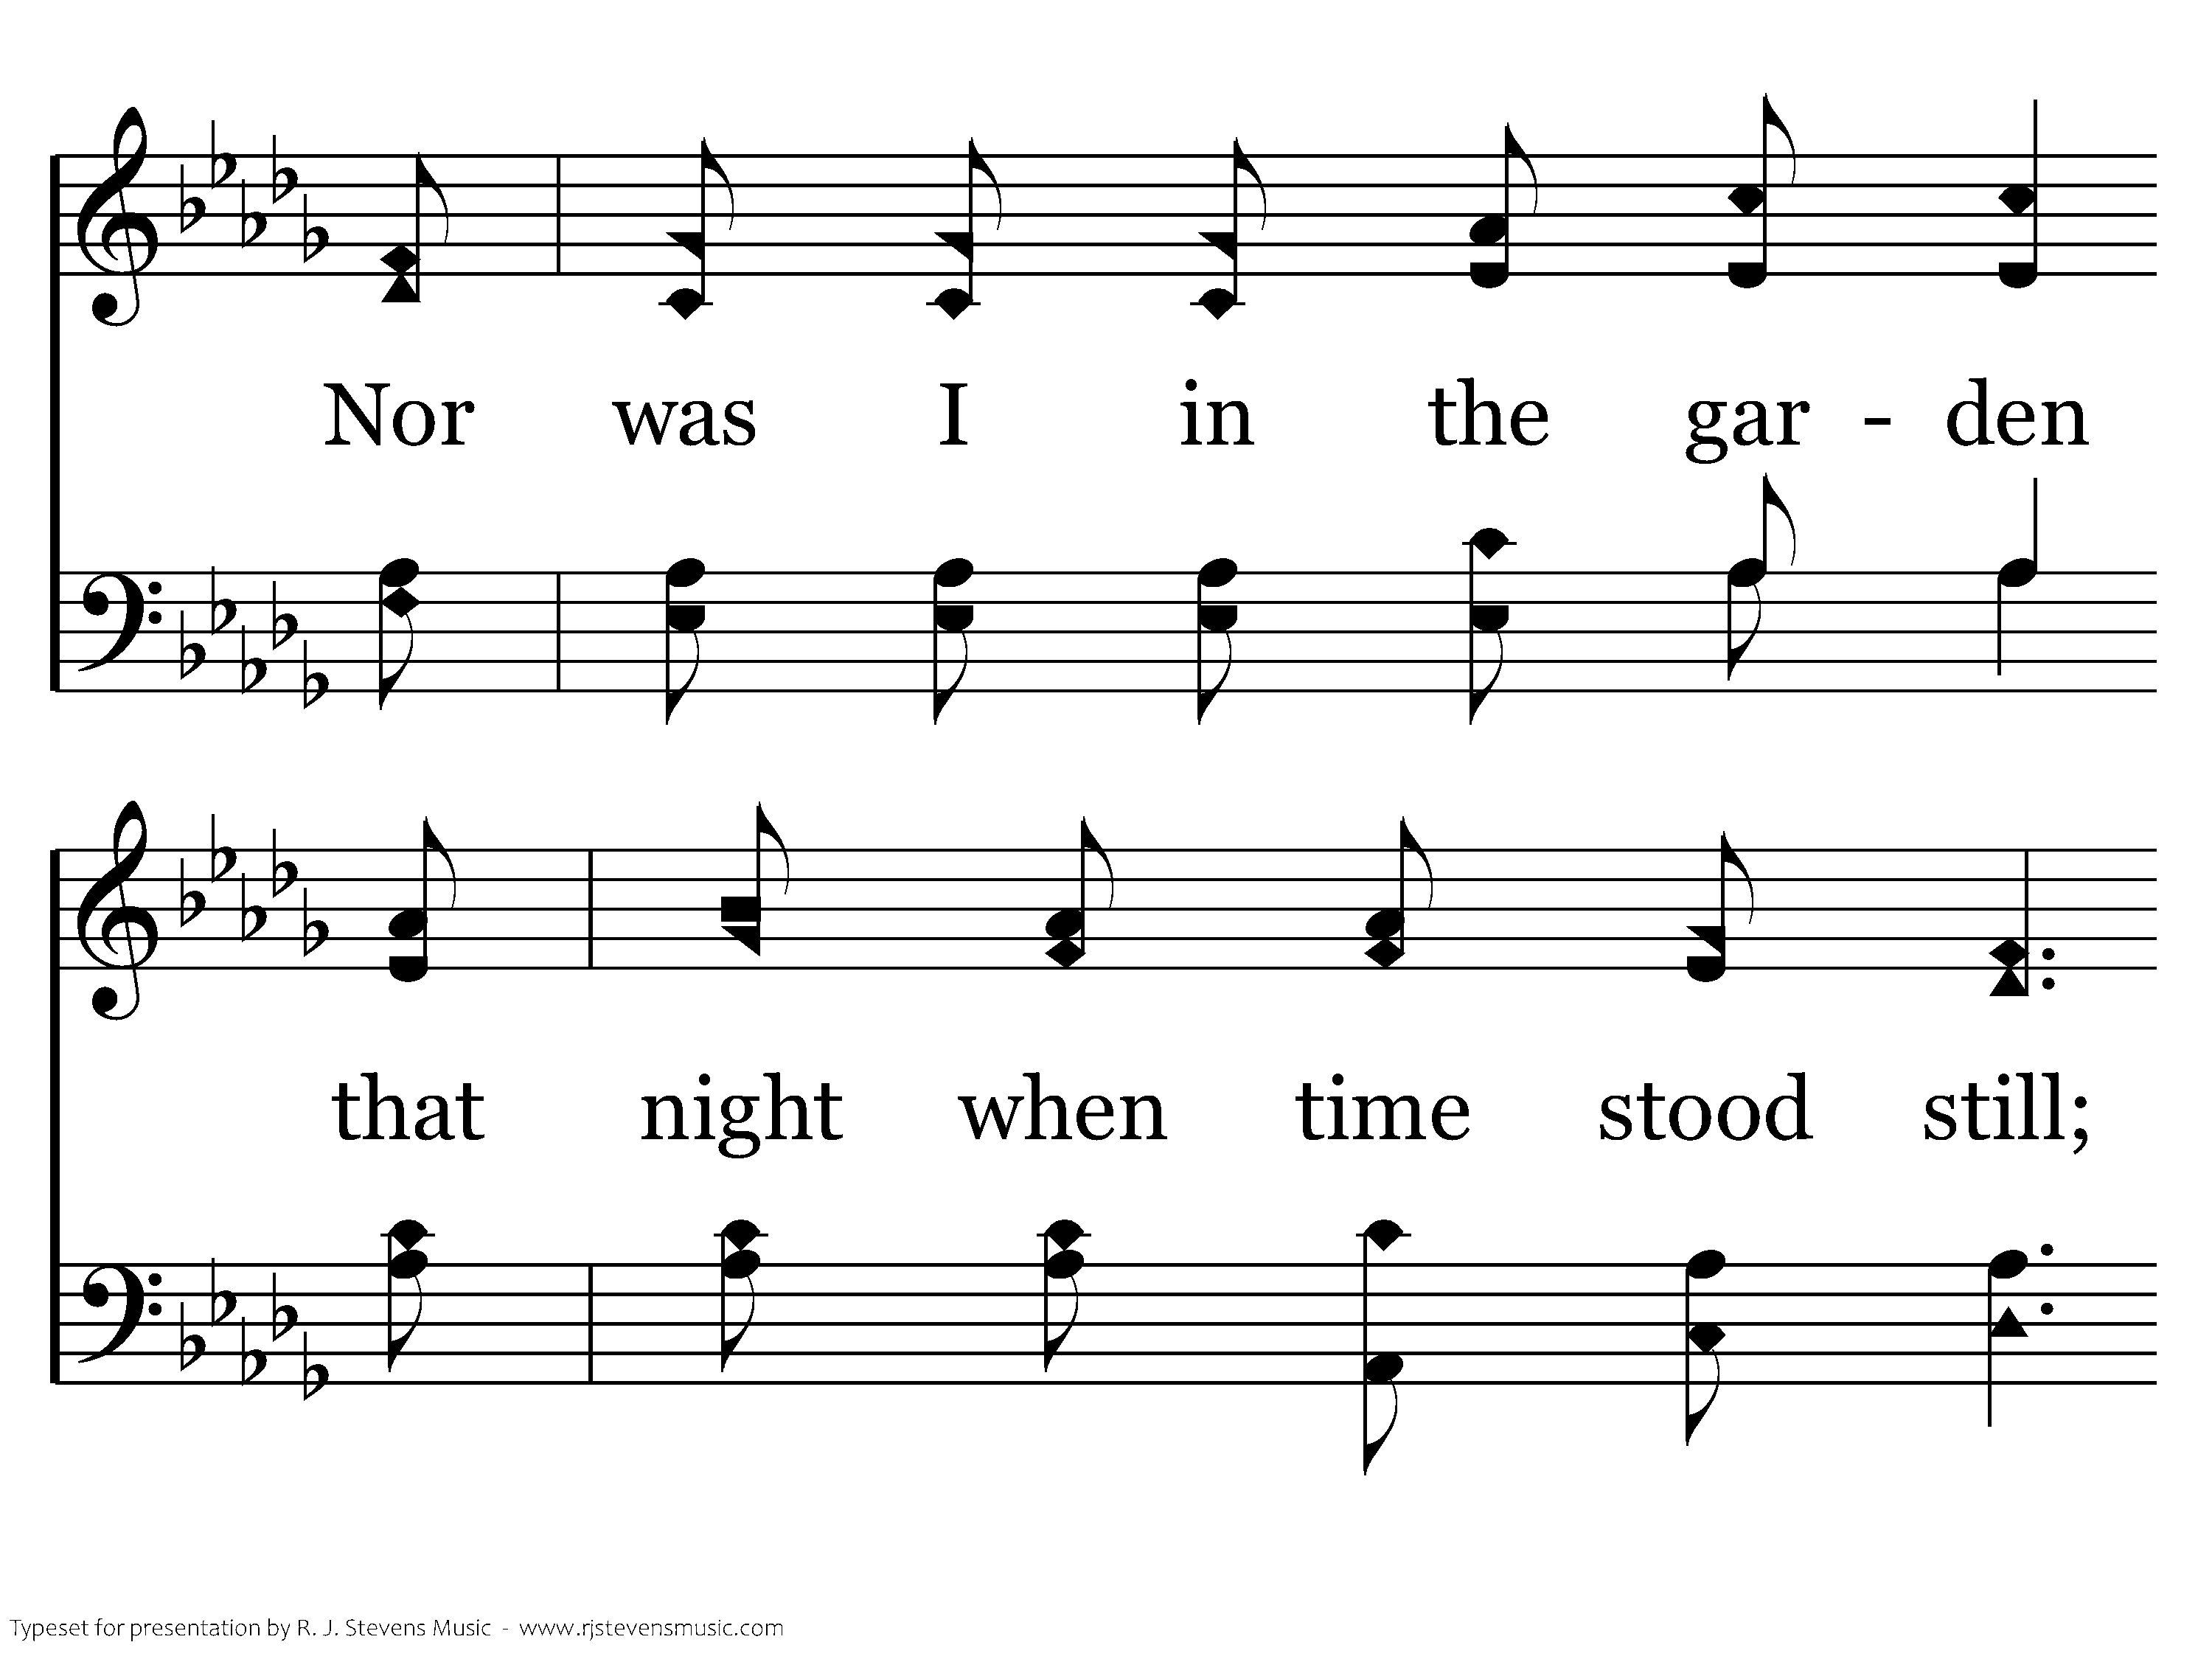 Nor was I in the gar - den
that night when time stood still;
Typeset for presentation by R. J. Stevens Music - www.rjstevensmusic.com